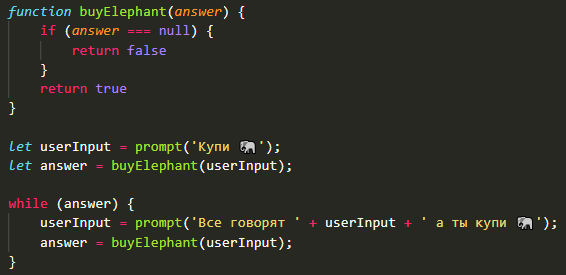 function buyElephant(answer) {
    if (answer === null) {
        return false
    }
    return true
}

let userInput = prompt('Купи 🐘');
let answer = buyElephant(userInput);

while (answer) {
    userInput = prompt('Все говорят ' + userInput + ' а ты купи 🐘');
    answer = buyElephant(userInput);
}